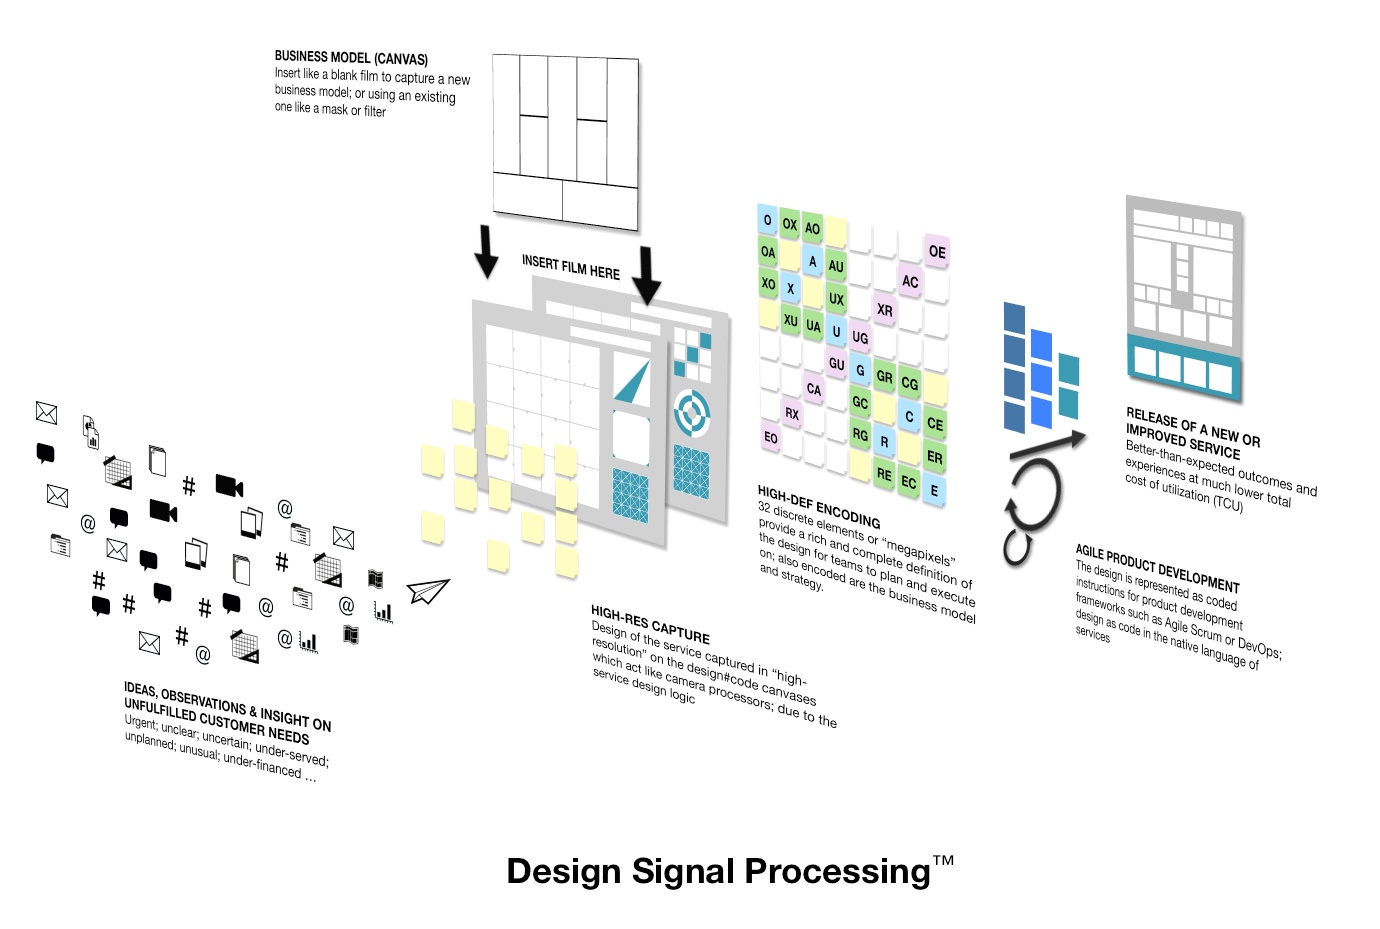 BUSINESS MODEL (CANVAS)
Insert like a blank film to capture a new
business model; or using an existing
one like a mask or filter
INSERT FILM HERE
O OX AO OE
OA A AU AC
XO X UX XR
XU UA U UG
GU G GR CG
CA GC C CE
RX RG R ER
EO RE EC E
HIGH-DEF ENCODING
32 discrete elements or “megapixels”
provide a rich and complete definition of
the design for teams to plan and execute
on; also encoded are the business model
and strategy.
RELEASE OF A NEW OR
IMPROVED SERVICE
Better-than-expected outcomes and
experiences at much lower total
cost of utilization (TCU)
AGILE PRODUCT DEVELOPMENT
The design is represented as coded
instructions for product development
frameworks such as Agile Scrum or DevOps;
design as code in the native language of
services
HIGH-RES CAPTURE
Design of the service captured in “high-
resolution” on the design#code canvases
which act like camera processors; due to the
service design logic
IDEAS, OBSERVATIONS & INSIGHT ON
UNFULFILLED CUSTOMER NEEDS
Urgent; unclear; uncertain; under-served;
unplanned; unusual; under-financed ...
Design Signal Processing™